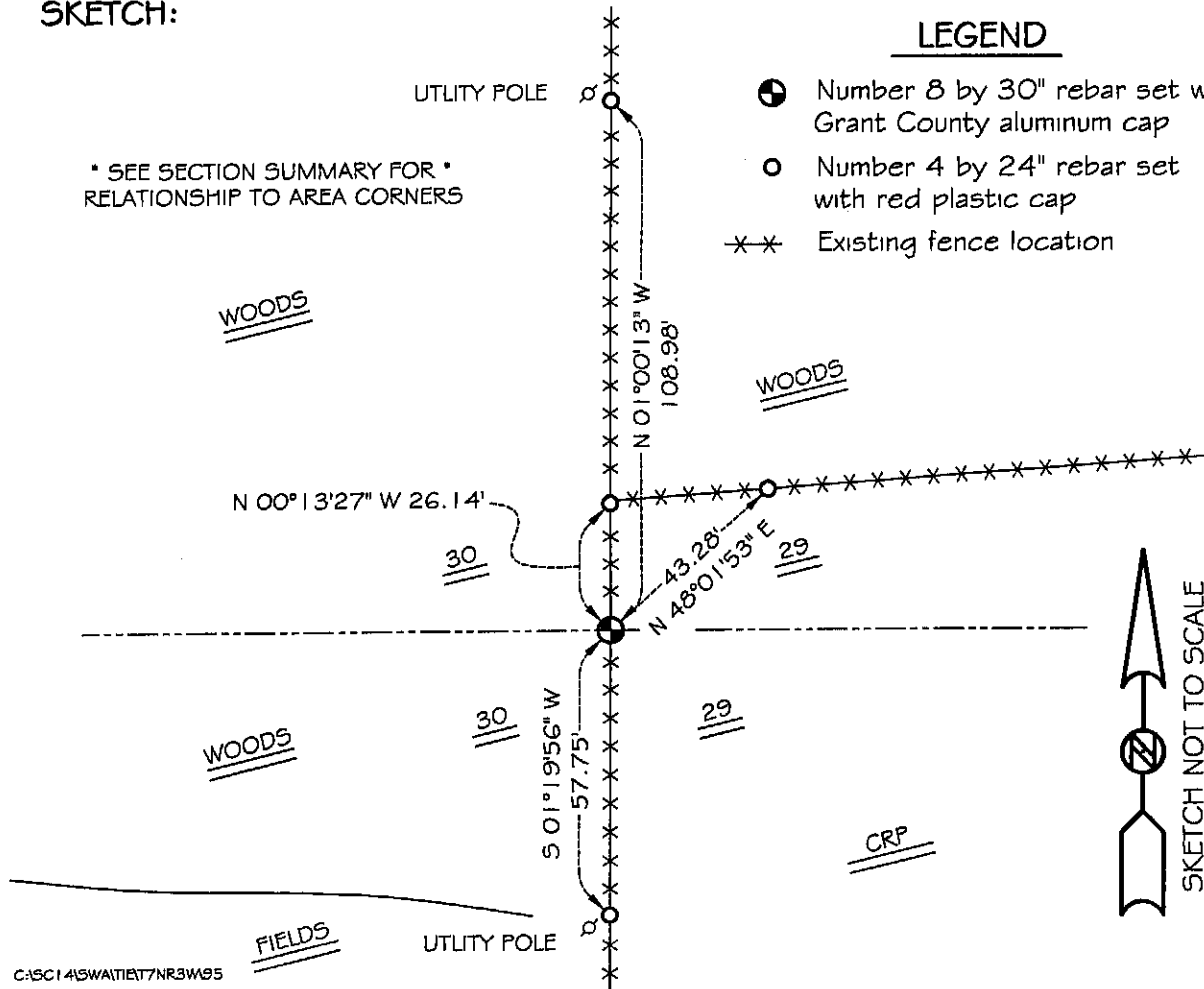 SKETCH:
LEGEND
Number 8 by 30" rebar set w
Grant County aluminum cap
Number 4 by 24" rebar set
with red plastic cap
Existing fence location
UTLITY POLE
* SEE SECTION SUMMARY FOR *
RELATIONSHIP TO AREA CORNERS
WOODS
N 01°00'13" W
108.98'
WOODS
N 00°13'27" W 26.14'
30
43.28'
N 48°01'53" E
29
30
29
S 01°19'56" W
57.75'
WOODS
CRP
N
SKETCH NOT TO SCALE
FIELDS
UTLITY POLE
C:\SC14\SWA\TIE\T7NR3W\95